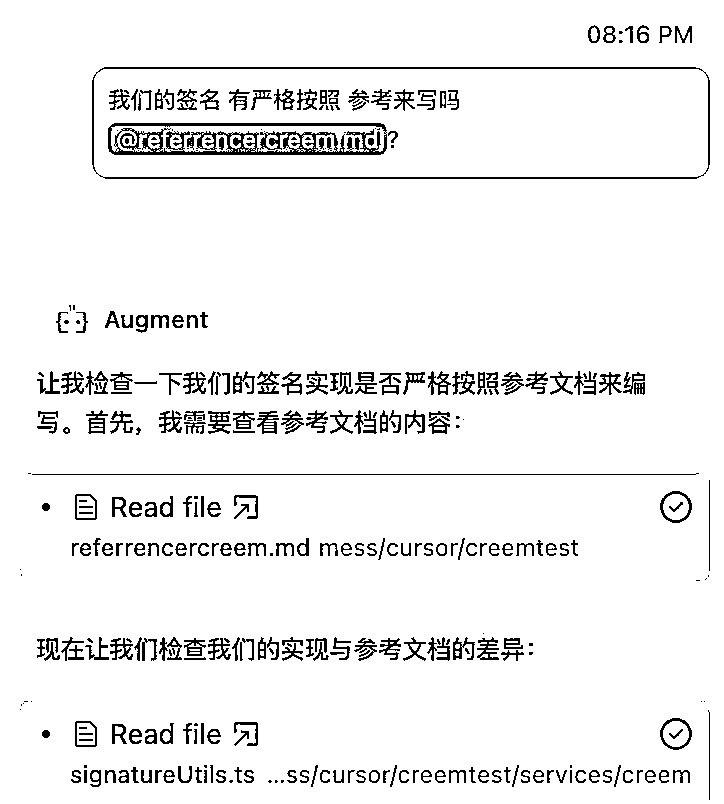 08:16 PM
我们的签名 有严格按照 参考来写吗
@referrencercreem.md?
Augment
让我检查一下我们的签名实现是否严格按照参考文档来编
写。首先，我需要查看参考文档的内容：
Read file
referrencercreem.md mess/cursor/creemtest
现在让我们检查我们的实现与参考文档的差异：
Read file
signatureUtils.ts ...ss/cursor/creemtest/services/creem